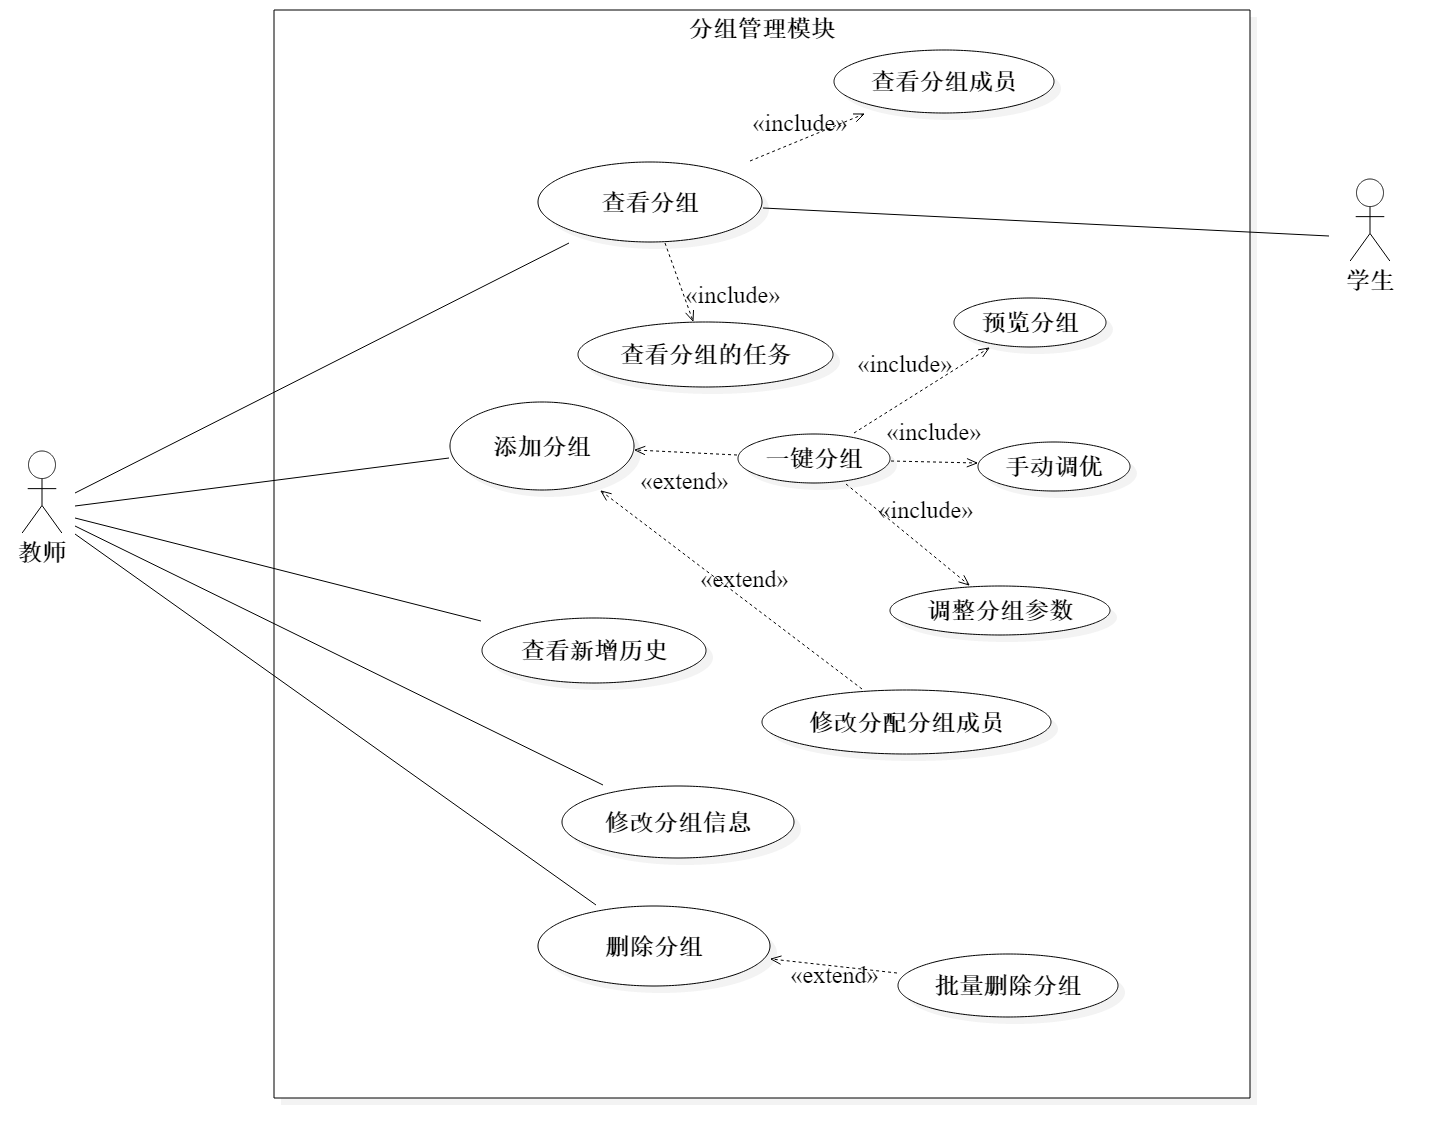 分组管理模块
查看分组成员
«include»
查看分组
学生
«include»
预览分组
查看分组的任务
«include»
添加分组
«include»
一键分组
手动调优
«extend»
«include»
教师
«extend»
调整分组参数
查看新增历史
修改分配分组成员
修改分组信息
删除分组
«extend»
批量删除分组